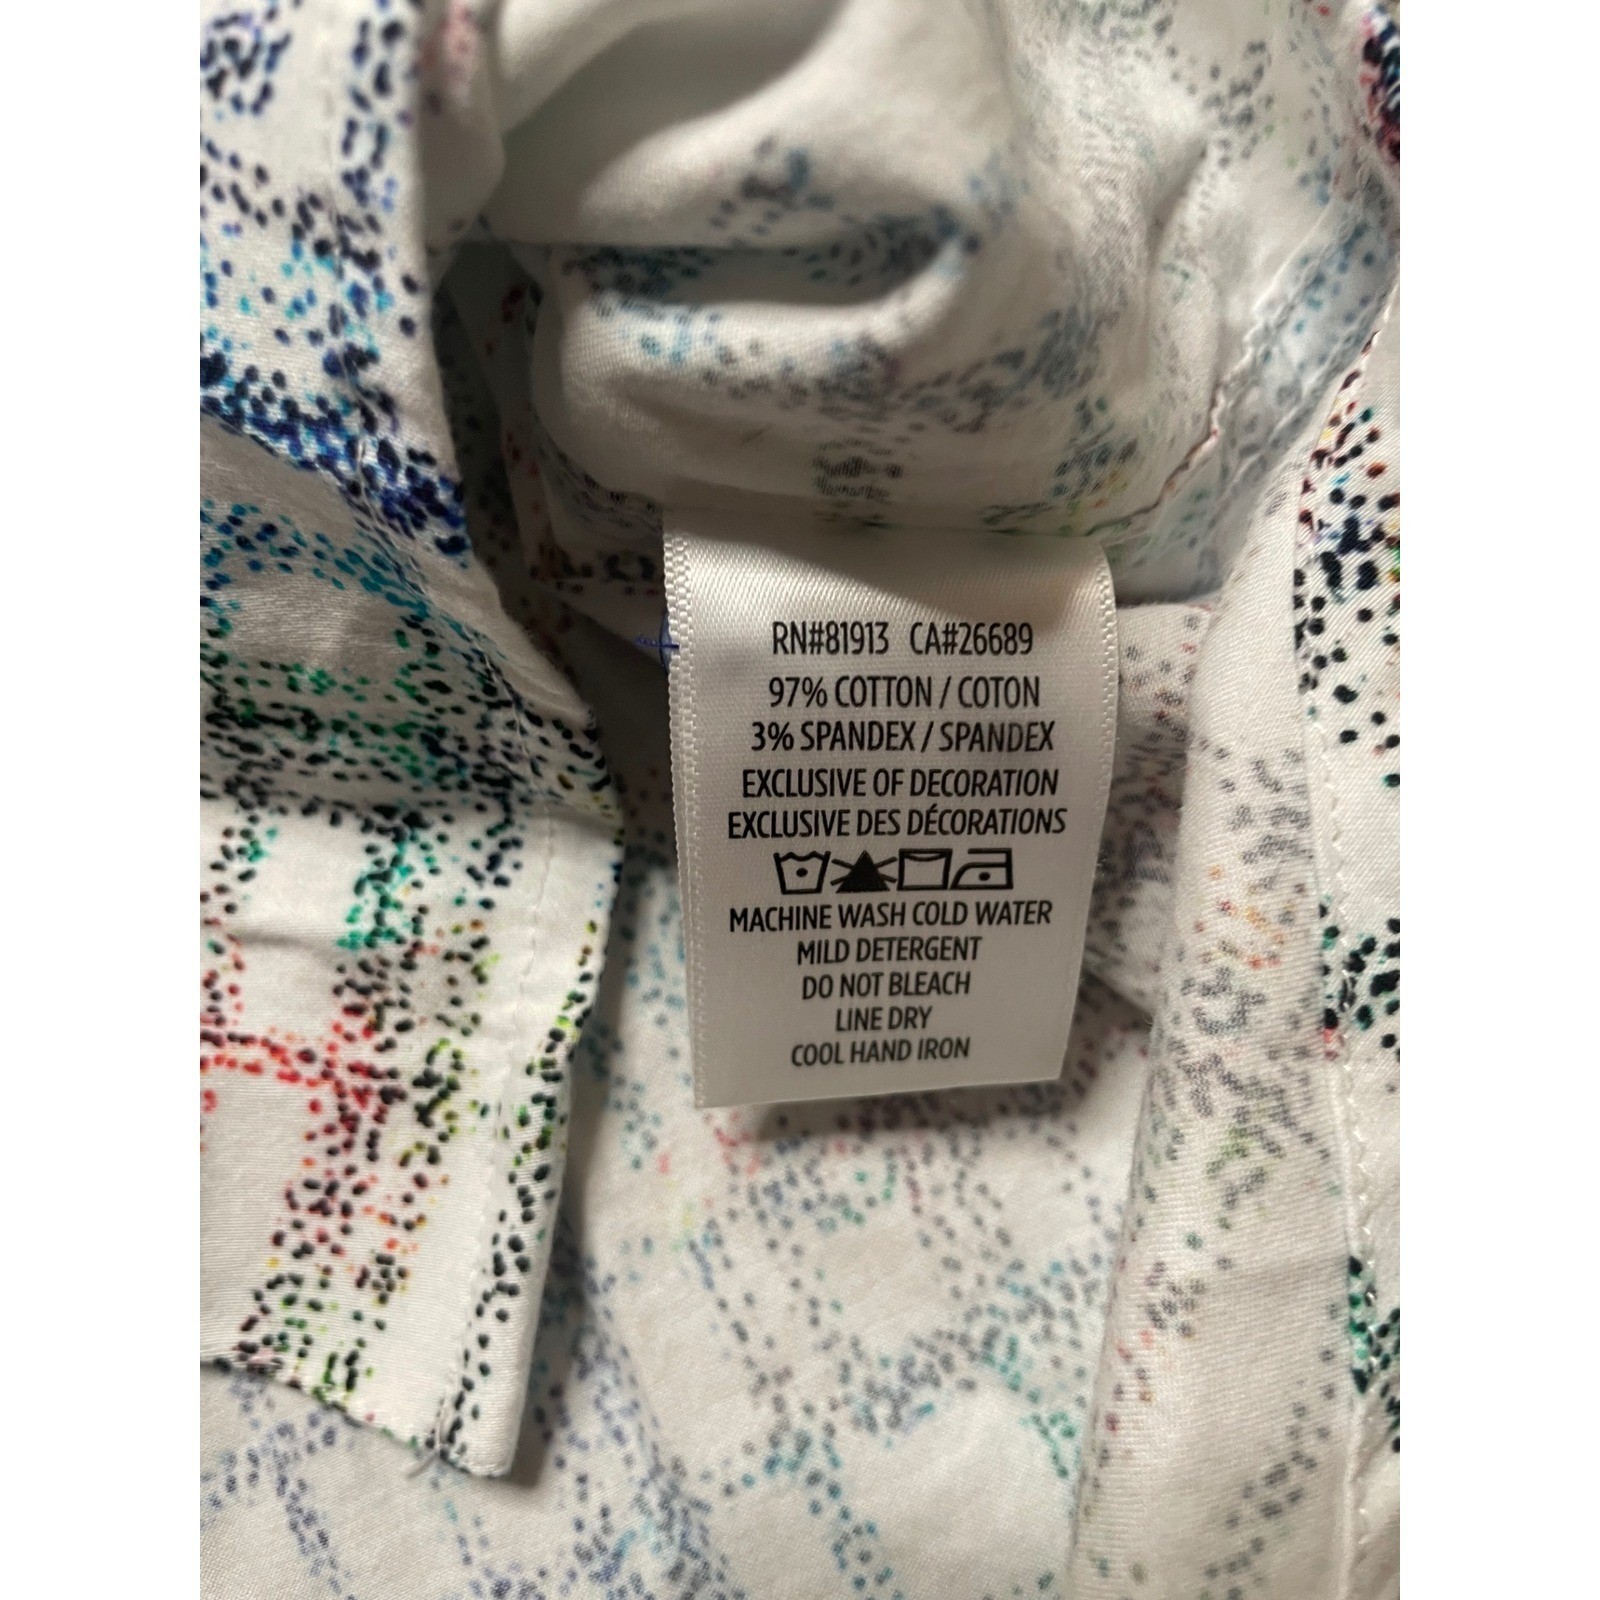 RN#81913 CA#26689
97% COTTON / COTON
3% SPANDEX / SPANDEX
EXCLUSIVE OF DECORATION
EXCLUSIVE DES DÉCORATIONS
MACHINE WASH COLD WATER
MILD DETERGENT
DO NOT BLEACH
LINE DRY
COOL HAND IRON